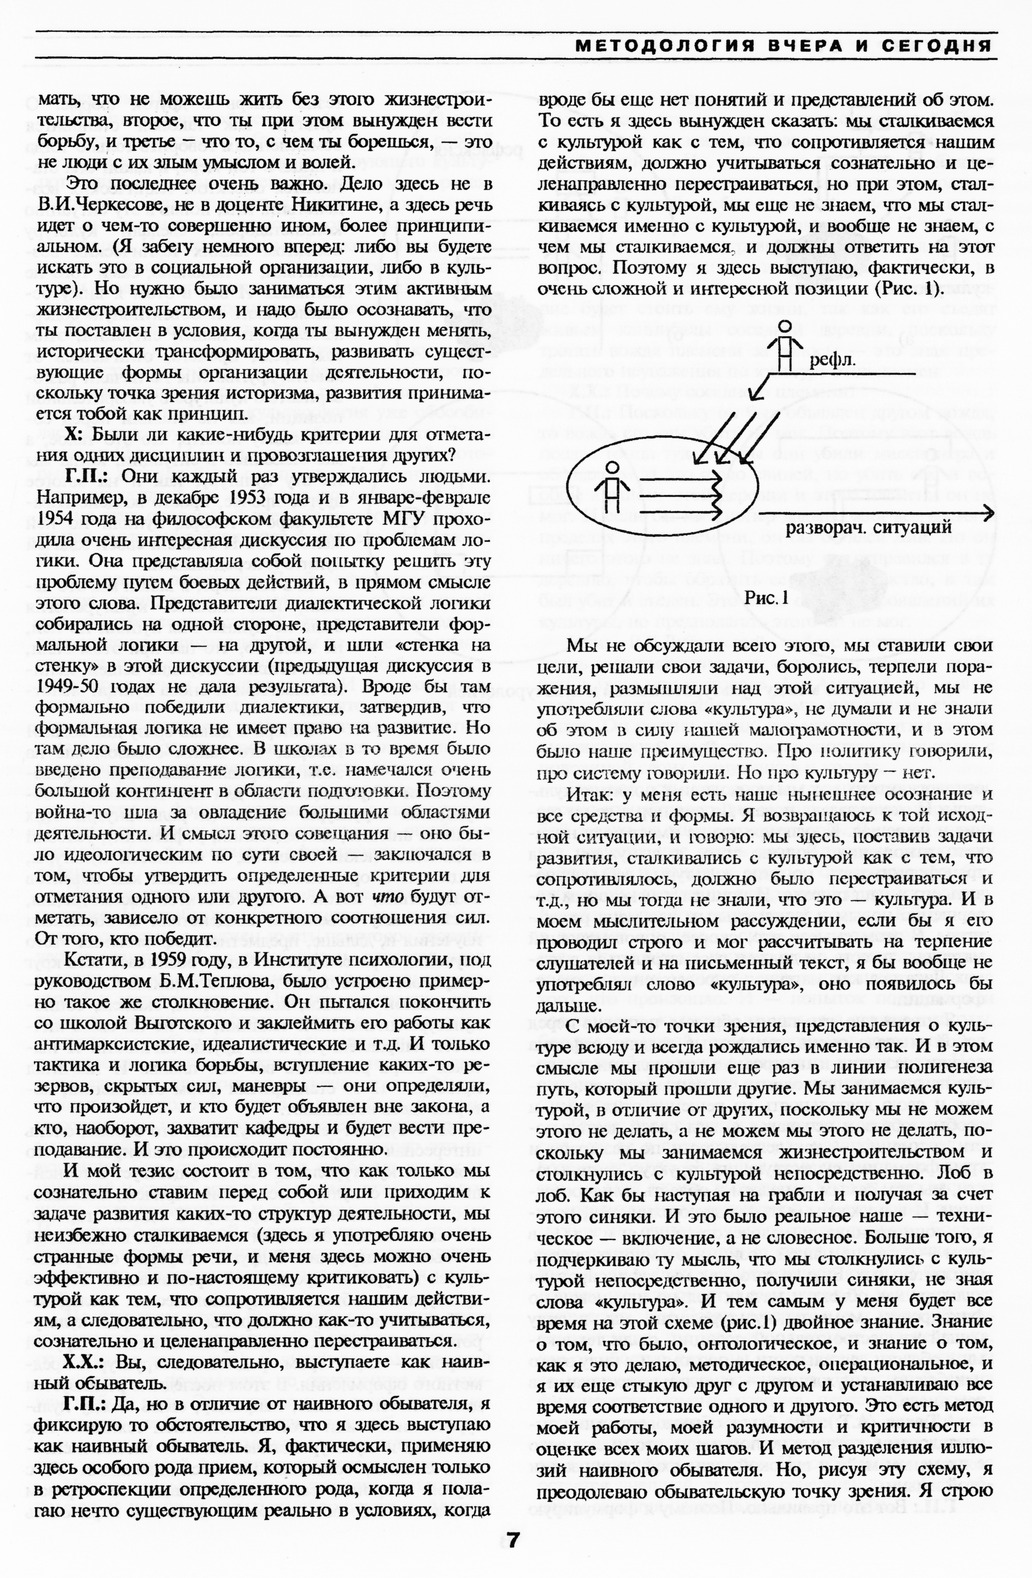 МЕТОДОЛОГИЯ ВЧЕРА И СЕГОДНЯ
мать, что не можешь жить без этого жизнестрои-
тельства, второе, что ты при этом вынужден вести
борьбу, и третье — что то, с чем ты борешься, — это
не люди с их злым умыслом и волей.
Это последнее очень важно. Дело здесь не в
В.И.Черкесове, не в доценте Никитине, а здесь речь
идет о чем-то совершенно ином, более принципи-
альном. (Я забегу немного вперед: либо вы будете
искать это в социальной организации, либо в куль-
туре). Но нужно было заниматься этим активным
жизнестроительством, и надо было осознавать, что
ты поставлен в условия, когда ты вынужден менять,
исторически трансформировать, развивать сущест-
вующие формы организации деятельности, по-
скольку точка зрения историзма, развития принима-
ется тобой как принцип.
Х: Были ли какие-нибудь критерии для отмета-
ния одних дисциплин и провозглашения других?
Г.П.: Они каждый раз утверждались людьми.
Например, в декабре 1953 года и в январе-феврале
1954 года на философском факультете МГУ прохо-
дила очень интересная дискуссия по проблемам ло-
гики. Она представляла собой попытку решить эту
проблему путем боевых действий, в прямом смысле
этого слова. Представители диалектической логики
собирались на одной стороне, представители фор-
мальной логики — на другой, и шли «стенка на
стенку» в этой дискуссии (предыдущая дискуссия в
1949-50 годах не дала результата). Вроде бы там
формально победили диалектики, затвердив, что
формальная логика не имеет право на развитие. Но
там дело было сложнее. В школах в то время было
введено преподавание логики, т.е. намечался очень
большой контингент в области подготовки. Поэтому
война-то шла за овладение большими областями
деятельности. И смысл этого совещания — оно бы-
ло идеологическим по сути своей — заключался в
том, чтобы утвердить определенные критерии для
отметания одного или другого. А вот что будут от-
метать, зависело от конкретного соотношения сил.
От того, кто победит.
Кстати, в 1959 году, в Институте психологии, под
руководством Б.М.Теплова, было устроено пример-
но такое же столкновение. Он пытался покончить
со школой Выготского и заклеймить его работы как
антимарксистские, идеалистические и т.д. И только
тактика и логика борьбы, вступление каких-то ре-
зервов, скрытых сил, маневры — они определяли,
что произойдет, и кто будет объявлен вне закона, а
кто, наоборот, захватит кафедры и будет вести пре-
подавание. И это происходит постоянно.
И мой тезис состоит в том, что как только мы
сознательно ставим перед собой или приходим к
задаче развития каких-то структур деятельности, мы
неизбежно сталкиваемся (здесь я употребляю очень
странные формы речи, и меня здесь можно очень
эффективно и по-настоящему критиковать) с куль-
турой как тем, что сопротивляется нашим действи-
ям, а следовательно, что должно как-то учитываться,
сознательно и целенаправленно перестраиваться.
Х.Х.: Вы, следовательно, выступаете как наив-
ный обыватель.
Г.П.: Да, но в отличие от наивного обывателя, я
фиксирую то обстоятельство, что я здесь выступаю
как наивный обыватель. Я, фактически, применяю
здесь особого рода прием, который осмыслен только
в ретроспекции определенного рода, когда я пола-
гаю нечто существующим реально в условиях, когда
вроде бы еще нет понятий и представлений об этом.
То есть я здесь вынужден сказать: мы сталкиваемся
с культурой как с тем, что сопротивляется нашим
действиям, должно учитываться сознательно и це-
ленаправленно перестраиваться, но при этом, стал-
киваясь с культурой, мы еще не знаем, что мы стал-
киваемся именно с культурой, и вообще не знаем, с
чем мы сталкиваемся, и должны ответить на этот
вопрос. Поэтому я здесь выступаю, фактически, в
очень сложной и интересной позиции (Рис. 1).
рефл.
разворач. ситуаций
Рис.1
Мы не обсуждали всего этого, мы ставили свои
цели, решали свои задачи, боролись, терпели пора-
жения, размышляли над этой ситуацией, мы не
употребляли слова «культура», не думали и не знали
об этом в силу нашей малограмотности, и в этом
было наше преимущество. Про политику говорили,
про систему говорили. Но про культуру — нет.
Итак: у меня есть наше нынешнее осознание и
все средства и формы. Я возвращаюсь к той исход-
ной ситуации, и говорю: мы здесь, поставив задачи
развития, сталкивались с культурой как с тем, что
сопротивлялось, должно было перестраиваться и
т.д., но мы тогда не знали, что это — культура. И в
моем мыслительном рассуждении, если бы я его
проводил строго и мог рассчитывать на терпение
слушателей и на письменный текст, я бы вообще не
употреблял слово «культура», оно появилось бы
дальше.
С моей-то точки зрения, представления о куль-
туре всюду и всегда рождались именно так. И в этом
смысле мы прошли еще раз в линии полигенеза
путь, который прошли другие. Мы занимаемся куль-
турой, в отличие от других, поскольку мы не можем
этого не делать, а не можем мы этого не делать, по-
скольку мы занимаемся жизнестроительством и
столкнулись с культурой непосредственно. Лоб в
лоб. Как бы наступая на грабли и получая за счет
этого синяки. И это было реальное наше — техни-
ческое — включение, а не словесное. Больше того, я
подчеркиваю ту мысль, что мы столкнулись с куль-
турой непосредственно, получили синяки, не зная
слова «культура». И тем самым у меня будет все
время на этой схеме (рис.1) двойное знание. Знание
о том, что было, онтологическое, и знание о том,
как я это делаю, методическое, операциональное, и
я их еще стыкую друг с другом и устанавливаю все
время соответствие одного и другого. Это есть метод
моей работы, моей разумности и критичности в
оценке всех моих шагов. И метод разделения иллю-
зий наивного обывателя. Но, рисуя эту схему, я
преодолеваю обывательскую точку зрения. Я строю
7